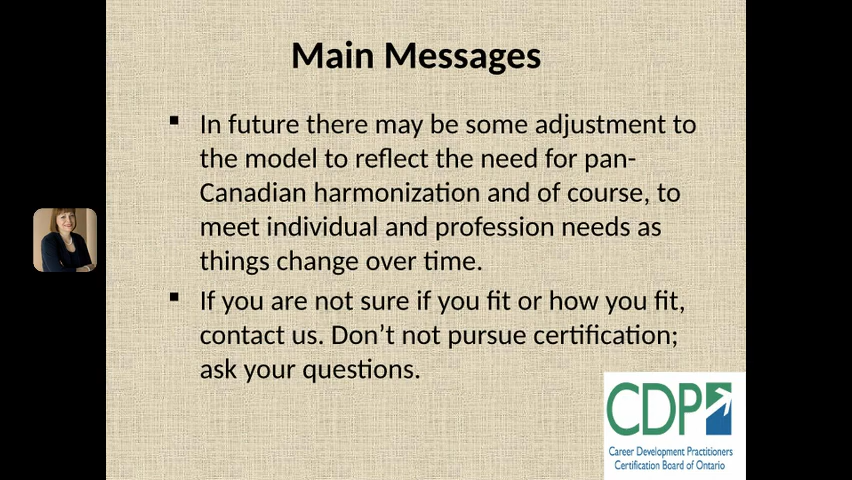 Main Messages
In future there may be some adjustment to
the model to reflect the need for pan-
Canadian harmonization and of course, to
meet individual and profession needs as
things change over time.
If you are not sure if you fit or how you fit,
contact us. Don’t not pursue certification;
ask your questions.
CDP
Career Development Practitioners
Certification Board of Ontario